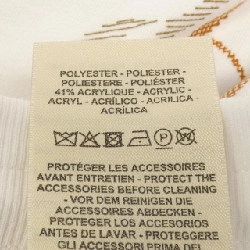 POLYESTER - POLIESTER -
POLIESTERE - POLIÉSTER
41% ACRYLIQUE - ACRYLIC -
ACRYL - ACRÍLICO - ACRILICA -
ACRÍLICA
PROTÉGER LES ACCESSOIRES
AVANT ENTRETIEN - PROTECT THE
ACCESSORIES BEFORE CLEANING
- VOR DEM REINIGEN DIE
ACCESSOIRES ABDECKEN -
PROTEGER LOS ACCESORIOS
ANTES DE LAVAR - PROTEGGERE
GLI ACCESSORI PRIMA DEL